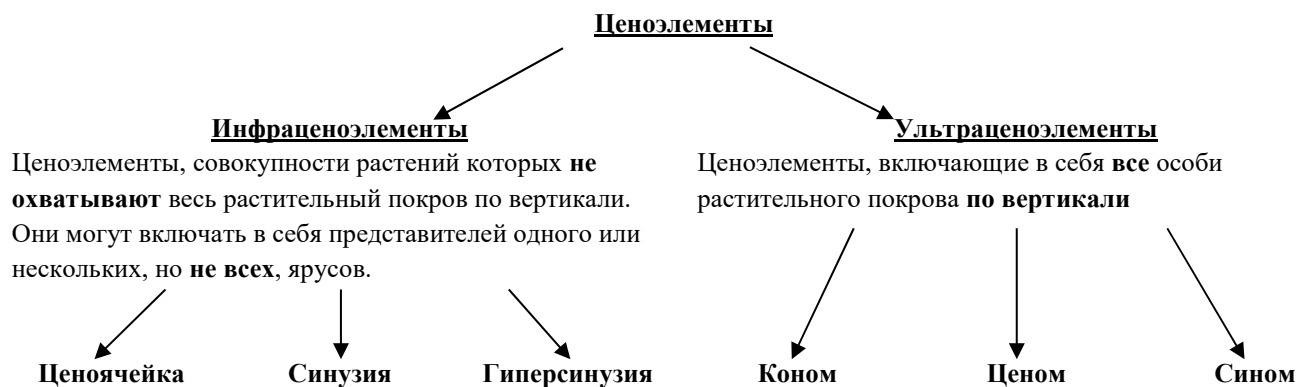 Ценоэлементы
Инфраценоэлементы
Ценоэлементы, совокупности растений которых не
охватывают весь растительный покров по вертикали.
Они могут включать в себя представителей одного или
нескольких, но не всех, ярусов.
Ультраценоэлементы
Ценоэлементы, включающие в себя все особи
растительного покрова по вертикали
Ценоячейка
Синузия
Гиперсинузия
Коном
Ценом
Сином